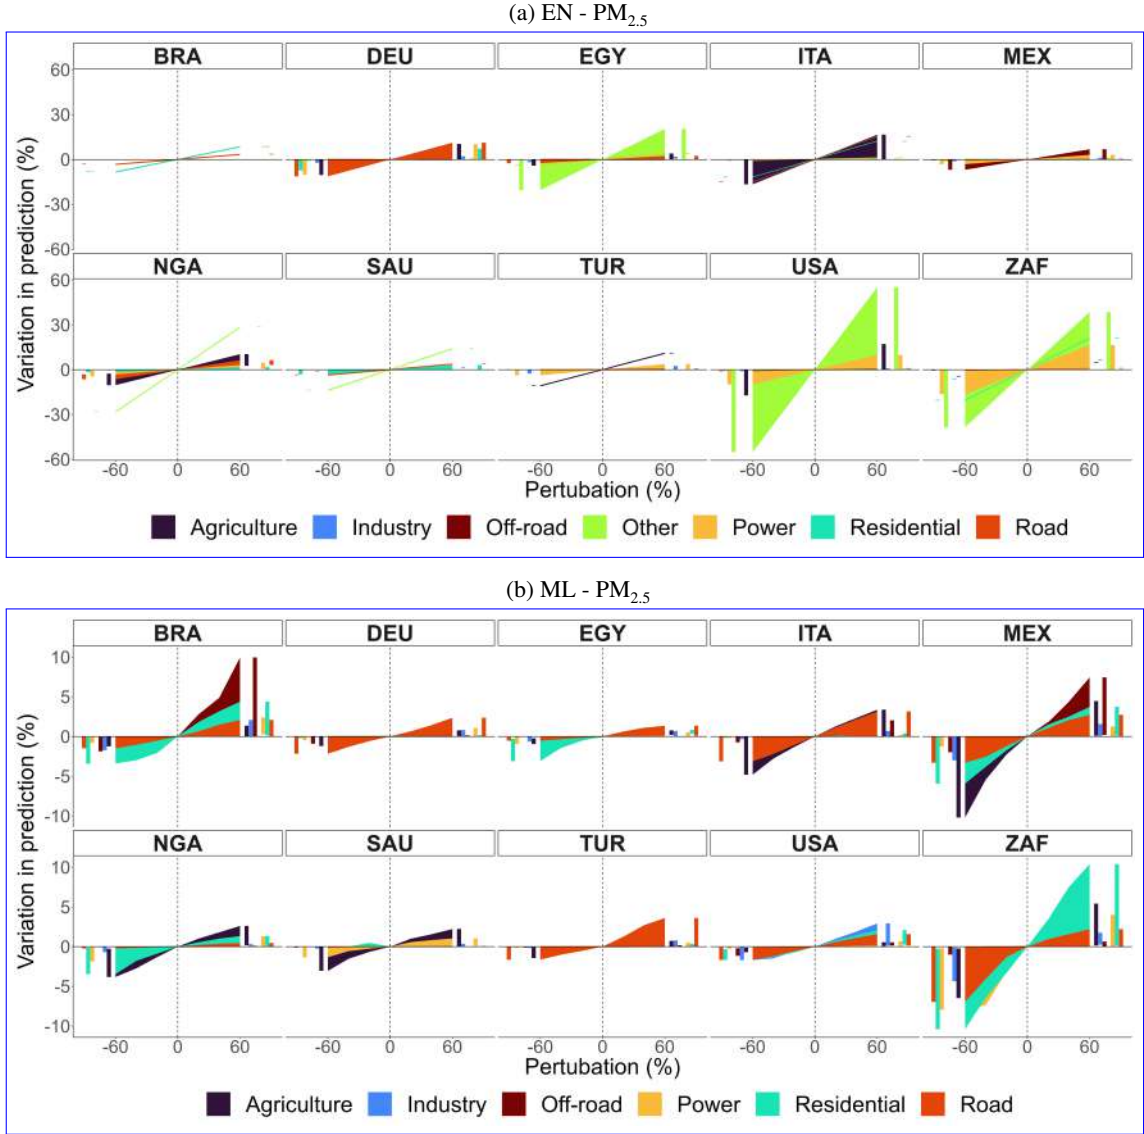 (a) EN - PM2.5
BRA DEU EGY ITA MEX
60
30
0
-30
-60
NGA SAU TUR USA ZAF
60
30
0
-30
-60
Variation in prediction (%)
-60 0 60 -60 0 60 -60 0 60 -60 0 60 -60 0 60
Pertubation (%)
Agriculture Industry Off-road Other Power Residential Road
(b) ML - PM2.5
BRA DEU EGY ITA MEX
10
5
0
-5
-10
NGA SAU TUR USA ZAF
10
5
0
-5
-10
Variation in prediction (%)
-60 0 60 -60 0 60 -60 0 60 -60 0 60 -60 0 60
Pertubation (%)
Agriculture Industry Off-road Power Residential Road